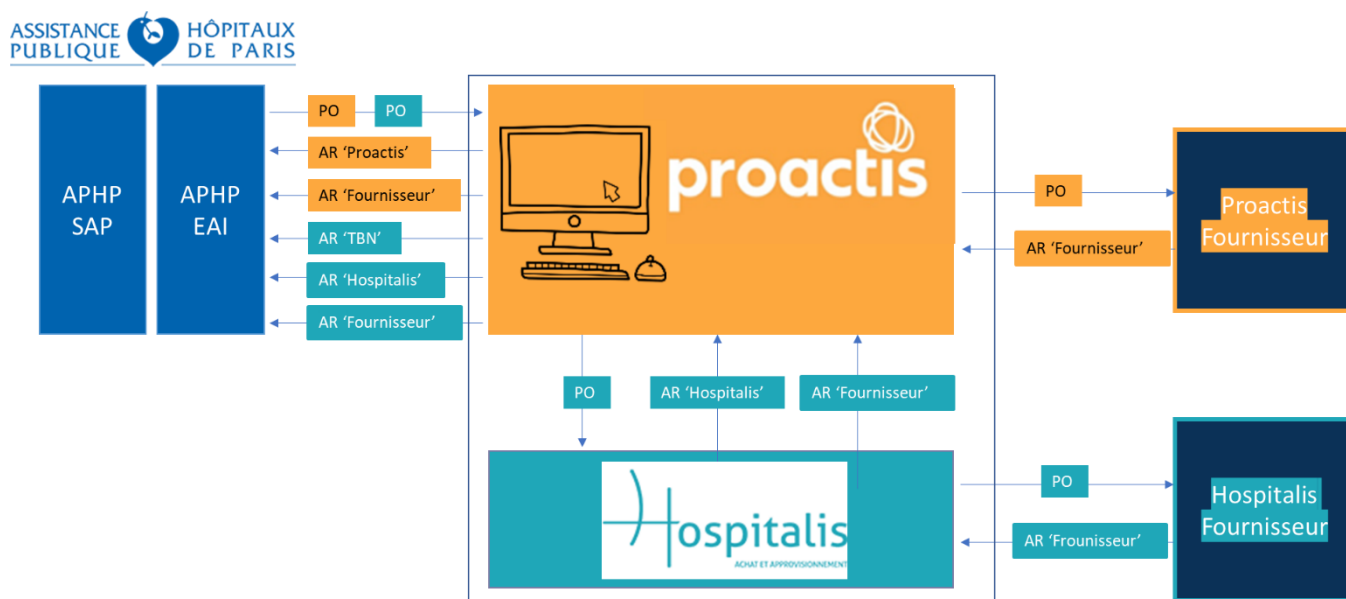 ASSISTANCE HÔPITAUX
PUBLIQUE DE PARIS
APHP
SAP
APHP
EAI
PO
PO
AR ‘Proactis’
AR ‘Fournisseur’
AR ‘TBN’
AR ‘Hospitalis’
AR ‘Fournisseur’
proactis
PO
AR ‘Fournisseur’
Proactis
Fournisseur
PO
AR ‘Hospitalis’
AR ‘Fournisseur’
Hospitalis
ACHAT ET APPROVISIONNEMENT
PO
AR ‘Frounisseur’
Hospitalis
Fournisseur